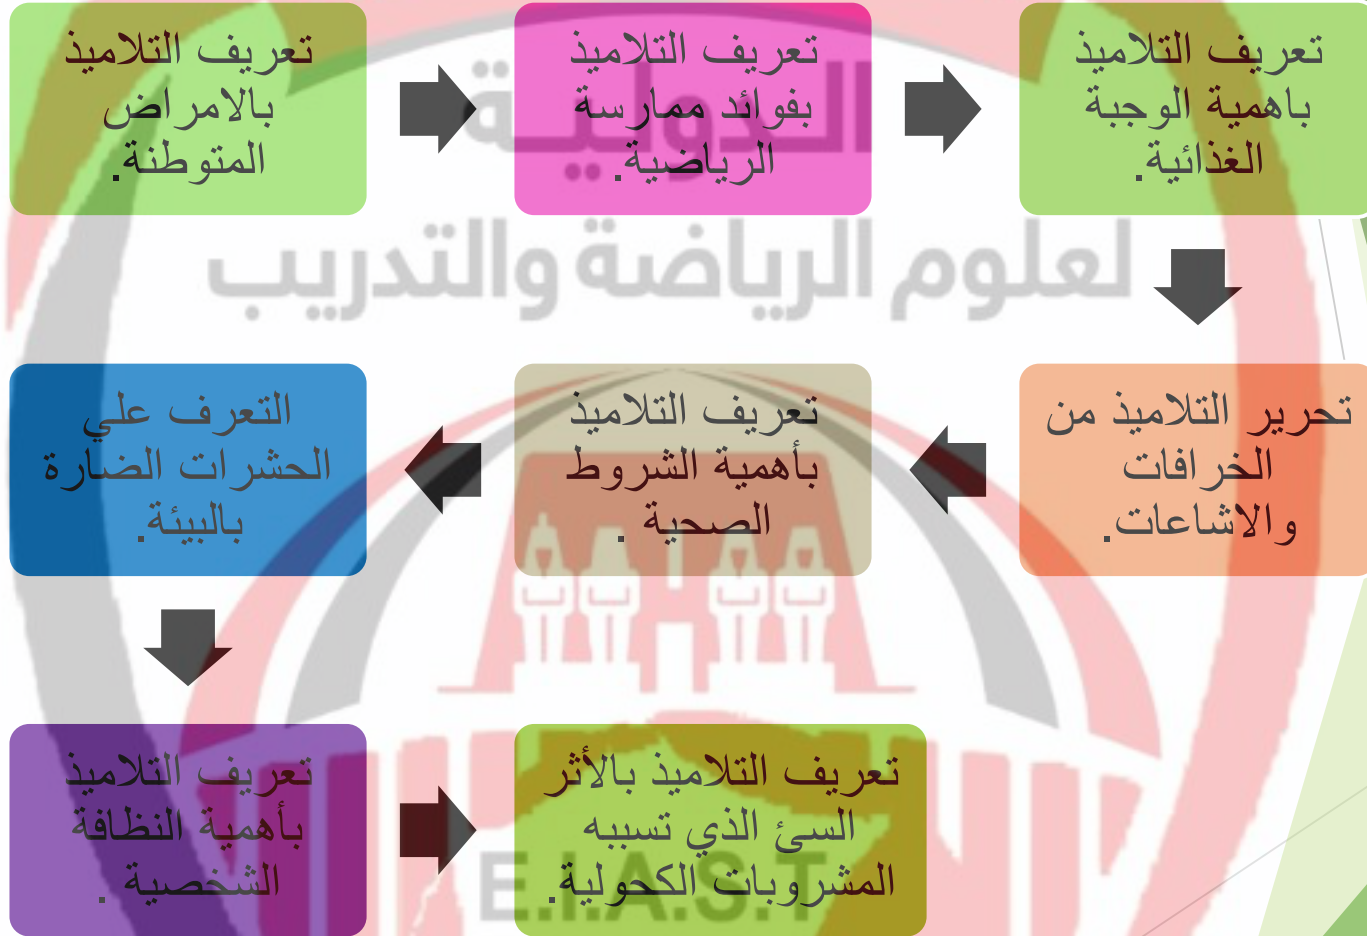 تعريف التلاميذ
بالامراض
المتوطنة.
تعريف التلاميذ
بفوائد ممارسة
الرياضية.
تعريف التلاميذ
باهمية الوجبة
الغذائية.
الدولية
لعلوم الرياضة والتدريب
تحرير التلاميذ من
الخرافات
والاشاعات.
تعريف التلاميذ
بأهمية الشروط
الصحية .
التعرف علي
الحشرات الضارة
بالبيئة.
تعريف التلاميذ
بأهمية النظافة
الشخصية .
تعريف التلاميذ بالأثر
السئ الذي تسببه
المشروبات الكحولية.
E.I.A.S.T